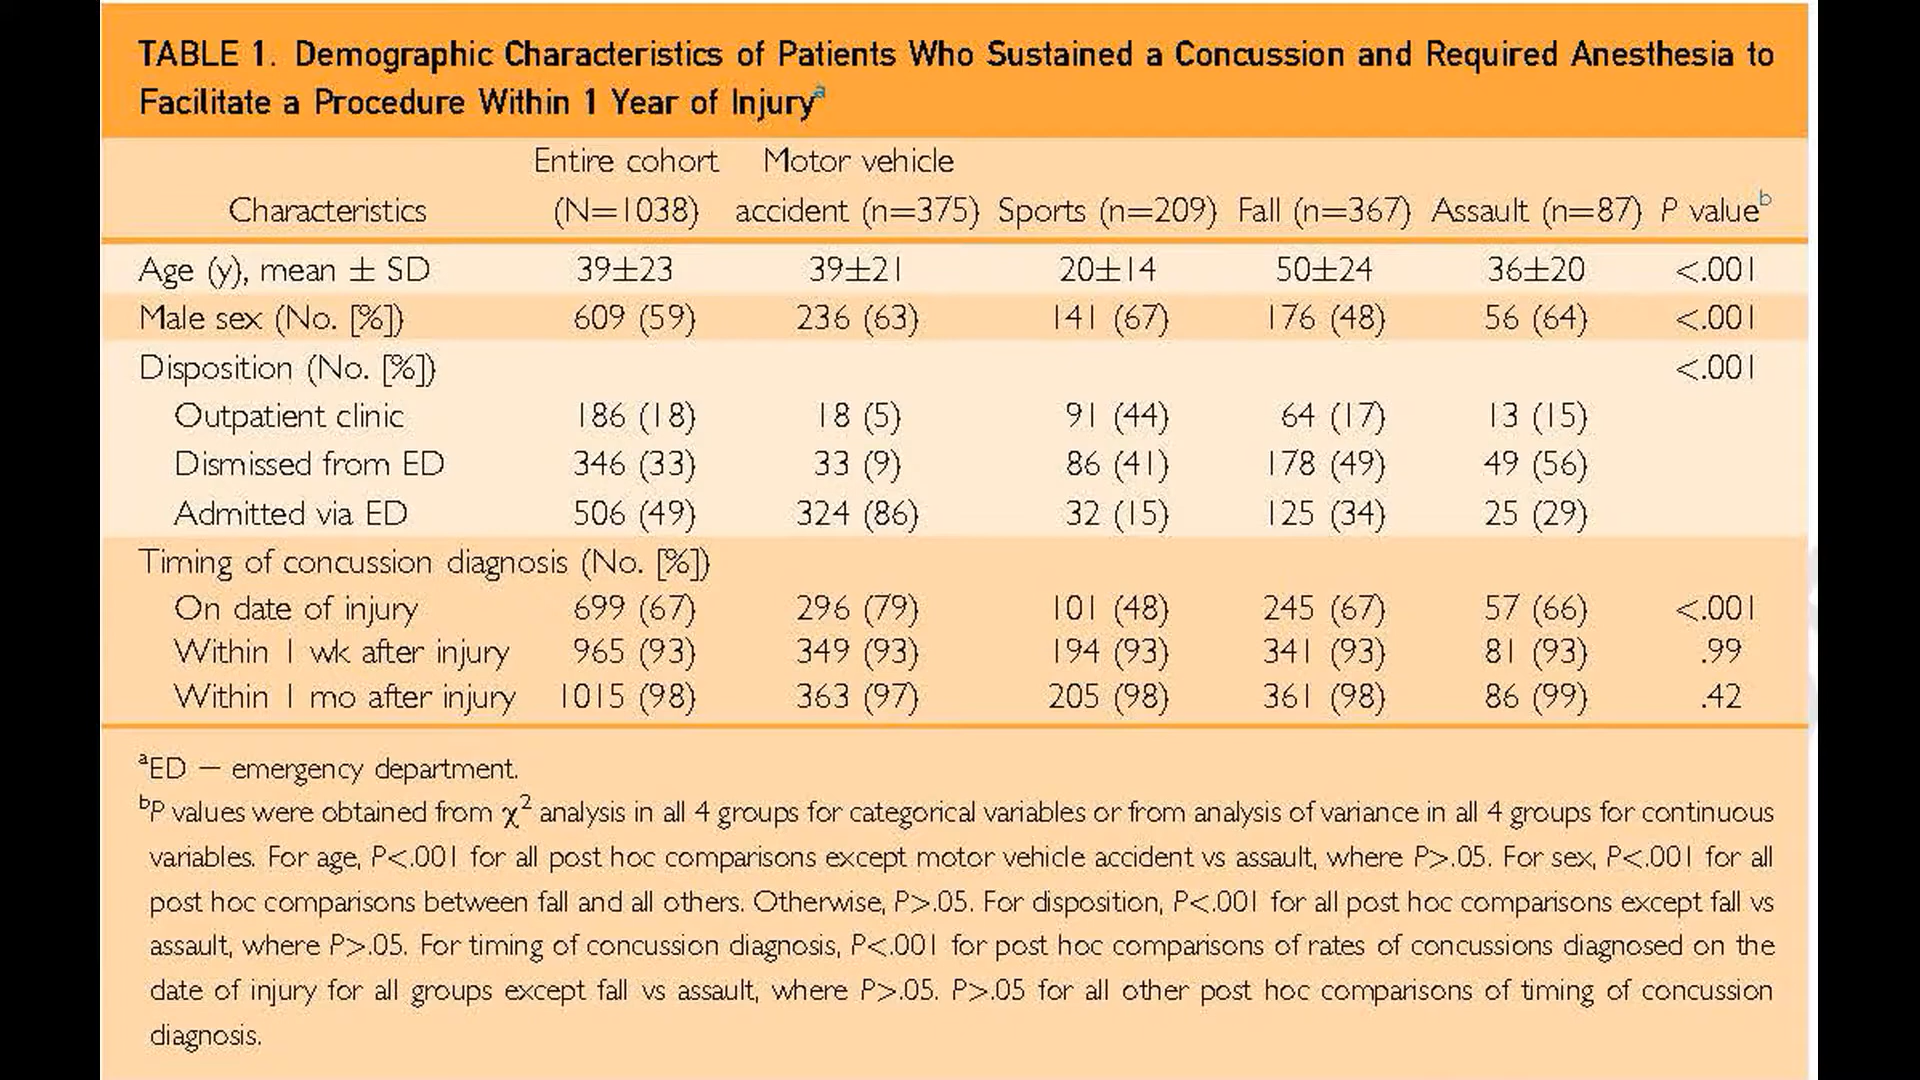 TABLE 1. Demographic Characteristics of Patients Who Sustained a Concussion and Required Anesthesia to
Facilitate a Procedure Within 1 Year of Injuryᵃ
Entire cohort Motor vehicle
Characteristics (N=1038) accident (n=375) Sports (n=209) Fall (n=367) Assault (n=87) P valueᵇ
Age (y), mean ± SD 39±23 39±21 20±14 50±24 36±20 <.001
Male sex (No. [%]) 609 (59) 236 (63) 141 (67) 176 (48) 56 (64) <.001
Disposition (No. [%]) <.001
Outpatient clinic 186 (18) 18 (5) 91 (44) 64 (17) 13 (15)
Dismissed from ED 346 (33) 33 (9) 86 (41) 178 (49) 49 (56)
Admitted via ED 506 (49) 324 (86) 32 (15) 125 (34) 25 (29)
Timing of concussion diagnosis (No. [%])
On date of injury 699 (67) 296 (79) 101 (48) 245 (67) 57 (66) <.001
Within 1 wk after injury 965 (93) 349 (93) 194 (93) 341 (93) 81 (93) .99
Within 1 mo after injury 1015 (98) 363 (97) 205 (98) 361 (98) 86 (99) .42
ᵃED — emergency department.
ᵇP values were obtained from χ² analysis in all 4 groups for categorical variables or from analysis of variance in all 4 groups for continuous
variables. For age, P<.001 for all post hoc comparisons except motor vehicle accident vs assault, where P>.05. For sex, P<.001 for all
post hoc comparisons between fall and all others. Otherwise, P>.05. For disposition, P<.001 for all post hoc comparisons except fall vs
assault, where P>.05. For timing of concussion diagnosis, P<.001 for post hoc comparisons of rates of concussions diagnosed on the
date of injury for all groups except fall vs assault, where P>.05. P>.05 for all other post hoc comparisons of timing of concussion
diagnosis.